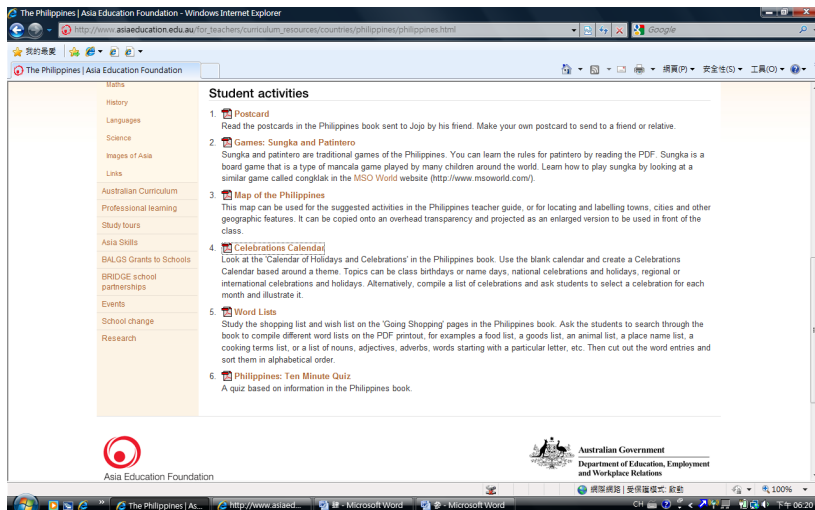 The Philippines | Asia Education Foundation - Windows Internet Explorer
http://www.asiaeducation.edu.au/for_teachers/curriculum_resources/countries/philippines/philippines.html
Google
我的最愛
The Philippines | Asia Education Foundation
網頁(P) 安全性(S) 工具(O)
Maths
History
Languages
Science
Images of Asia
Links
Australian Curriculum
Professional learning
Study tours
Asia Skills
BALGS Grants to Schools
BRIDGE school
partnerships
Events
School change
Research
Student activities
1. Postcard
Read the postcards in the Philippines book sent to Jojo by his friend. Make your own postcard to send to a friend or relative.
2. Games: Sungka and Patintero
Sungka and patintero are traditional games of the Philippines. You can learn the rules for patintero by reading the PDF. Sungka is a
board game that is a type of mancala game played by many children around the world. Learn how to play sungka by looking at a
similar game called congklak in the MSO World website (http://www.msoworld.com/).
3. Map of the Philippines
This map can be used for the suggested activities in the Philippines teacher guide, or for locating and labelling towns, cities and other
geographic features. It can be copied onto an overhead transparency and projected as an enlarged version to be used in front of the
class.
4. Celebrations Calendar
Look at the 'Calendar of Holidays and Celebrations' in the Philippines book. Use the blank calendar and create a Celebrations
Calendar based around a theme. Topics can be class birthdays or name days, national celebrations and holidays, regional or
international celebrations and holidays. Alternatively, compile a list of celebrations and ask students to select a celebration for each
month and illustrate it.
5. Word Lists
Study the shopping list and wish list on the 'Going Shopping' pages in the Philippines book. Ask the students to search through the
book to compile different word lists on the PDF printout, for examples a food list, a goods list, an animal list, a place name list, a
cooking terms list, or a list of nouns, adjectives, adverbs, words starting with a particular letter, etc. Then cut out the word entries and
sort them in alphabetical order.
6. Philippines: Ten Minute Quiz
A quiz based on information in the Philippines book.
Asia Education Foundation
Australian Government
Department of Education, Employment
and Workplace Relations
網際網路 | 受保護模式: 啟動
100%
The Philippines | As...
http://www.asiaed...
- Microsoft Word
- Microsoft Word
CH
下午 06:20